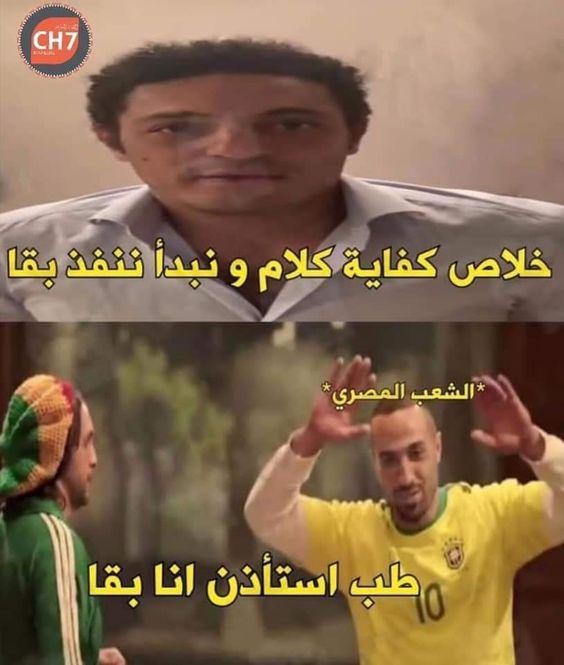 CH7
خلاص كفاية كلام و نبدأ ننفذ بقا
*الشعب المصري*
طب استأذن انا بقا
10